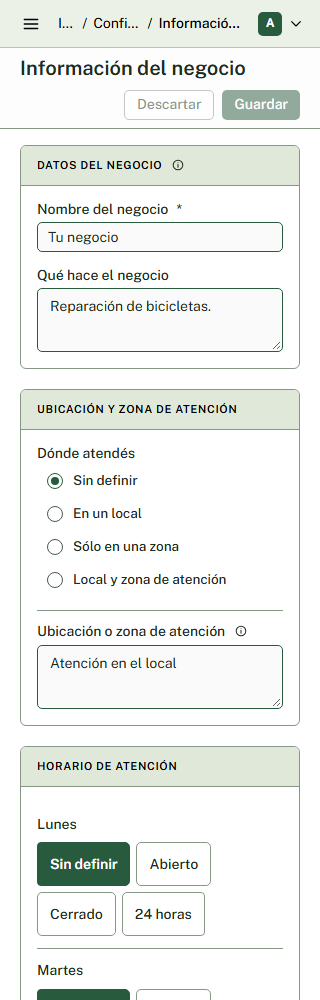 I... / Confi... / Informació... A
Información del negocio
Descartar Guardar
DATOS DEL NEGOCIO
Nombre del negocio *
Tu negocio
Qué hace el negocio
Reparación de bicicletas.
UBICACIÓN Y ZONA DE ATENCIÓN
Dónde atendés
Sin definir
En un local
Sólo en una zona
Local y zona de atención
Ubicación o zona de atención
Atención en el local
HORARIO DE ATENCIÓN
Lunes
Sin definir Abierto
Cerrado 24 horas
Martes